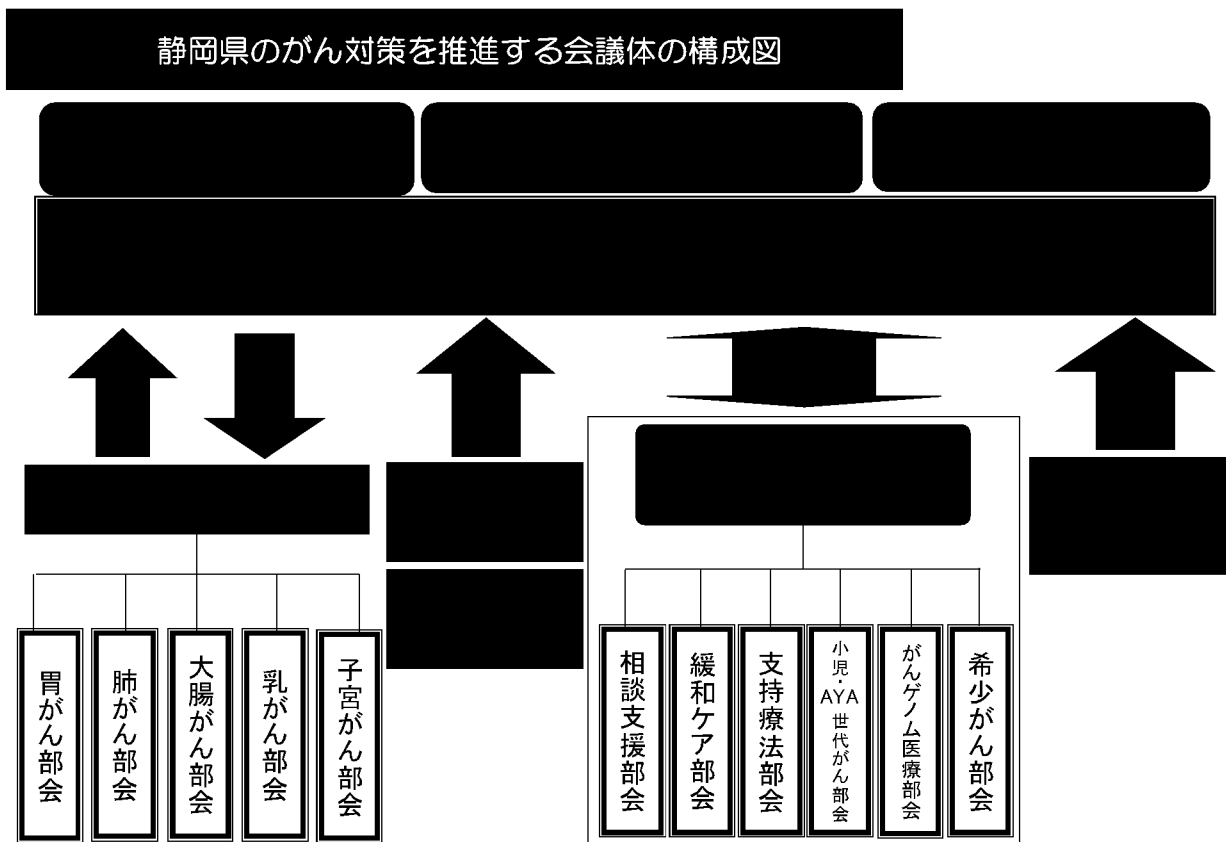 静岡県のがん対策を推進する会議体の構成図
胃がん部会
肺がん部会
大腸がん部会
乳がん部会
子宮がん部会
相談支援部会
緩和ケア部会
支持療法部会
小児・AYA世代がん部会
がんゲノム医療部会
希少がん部会